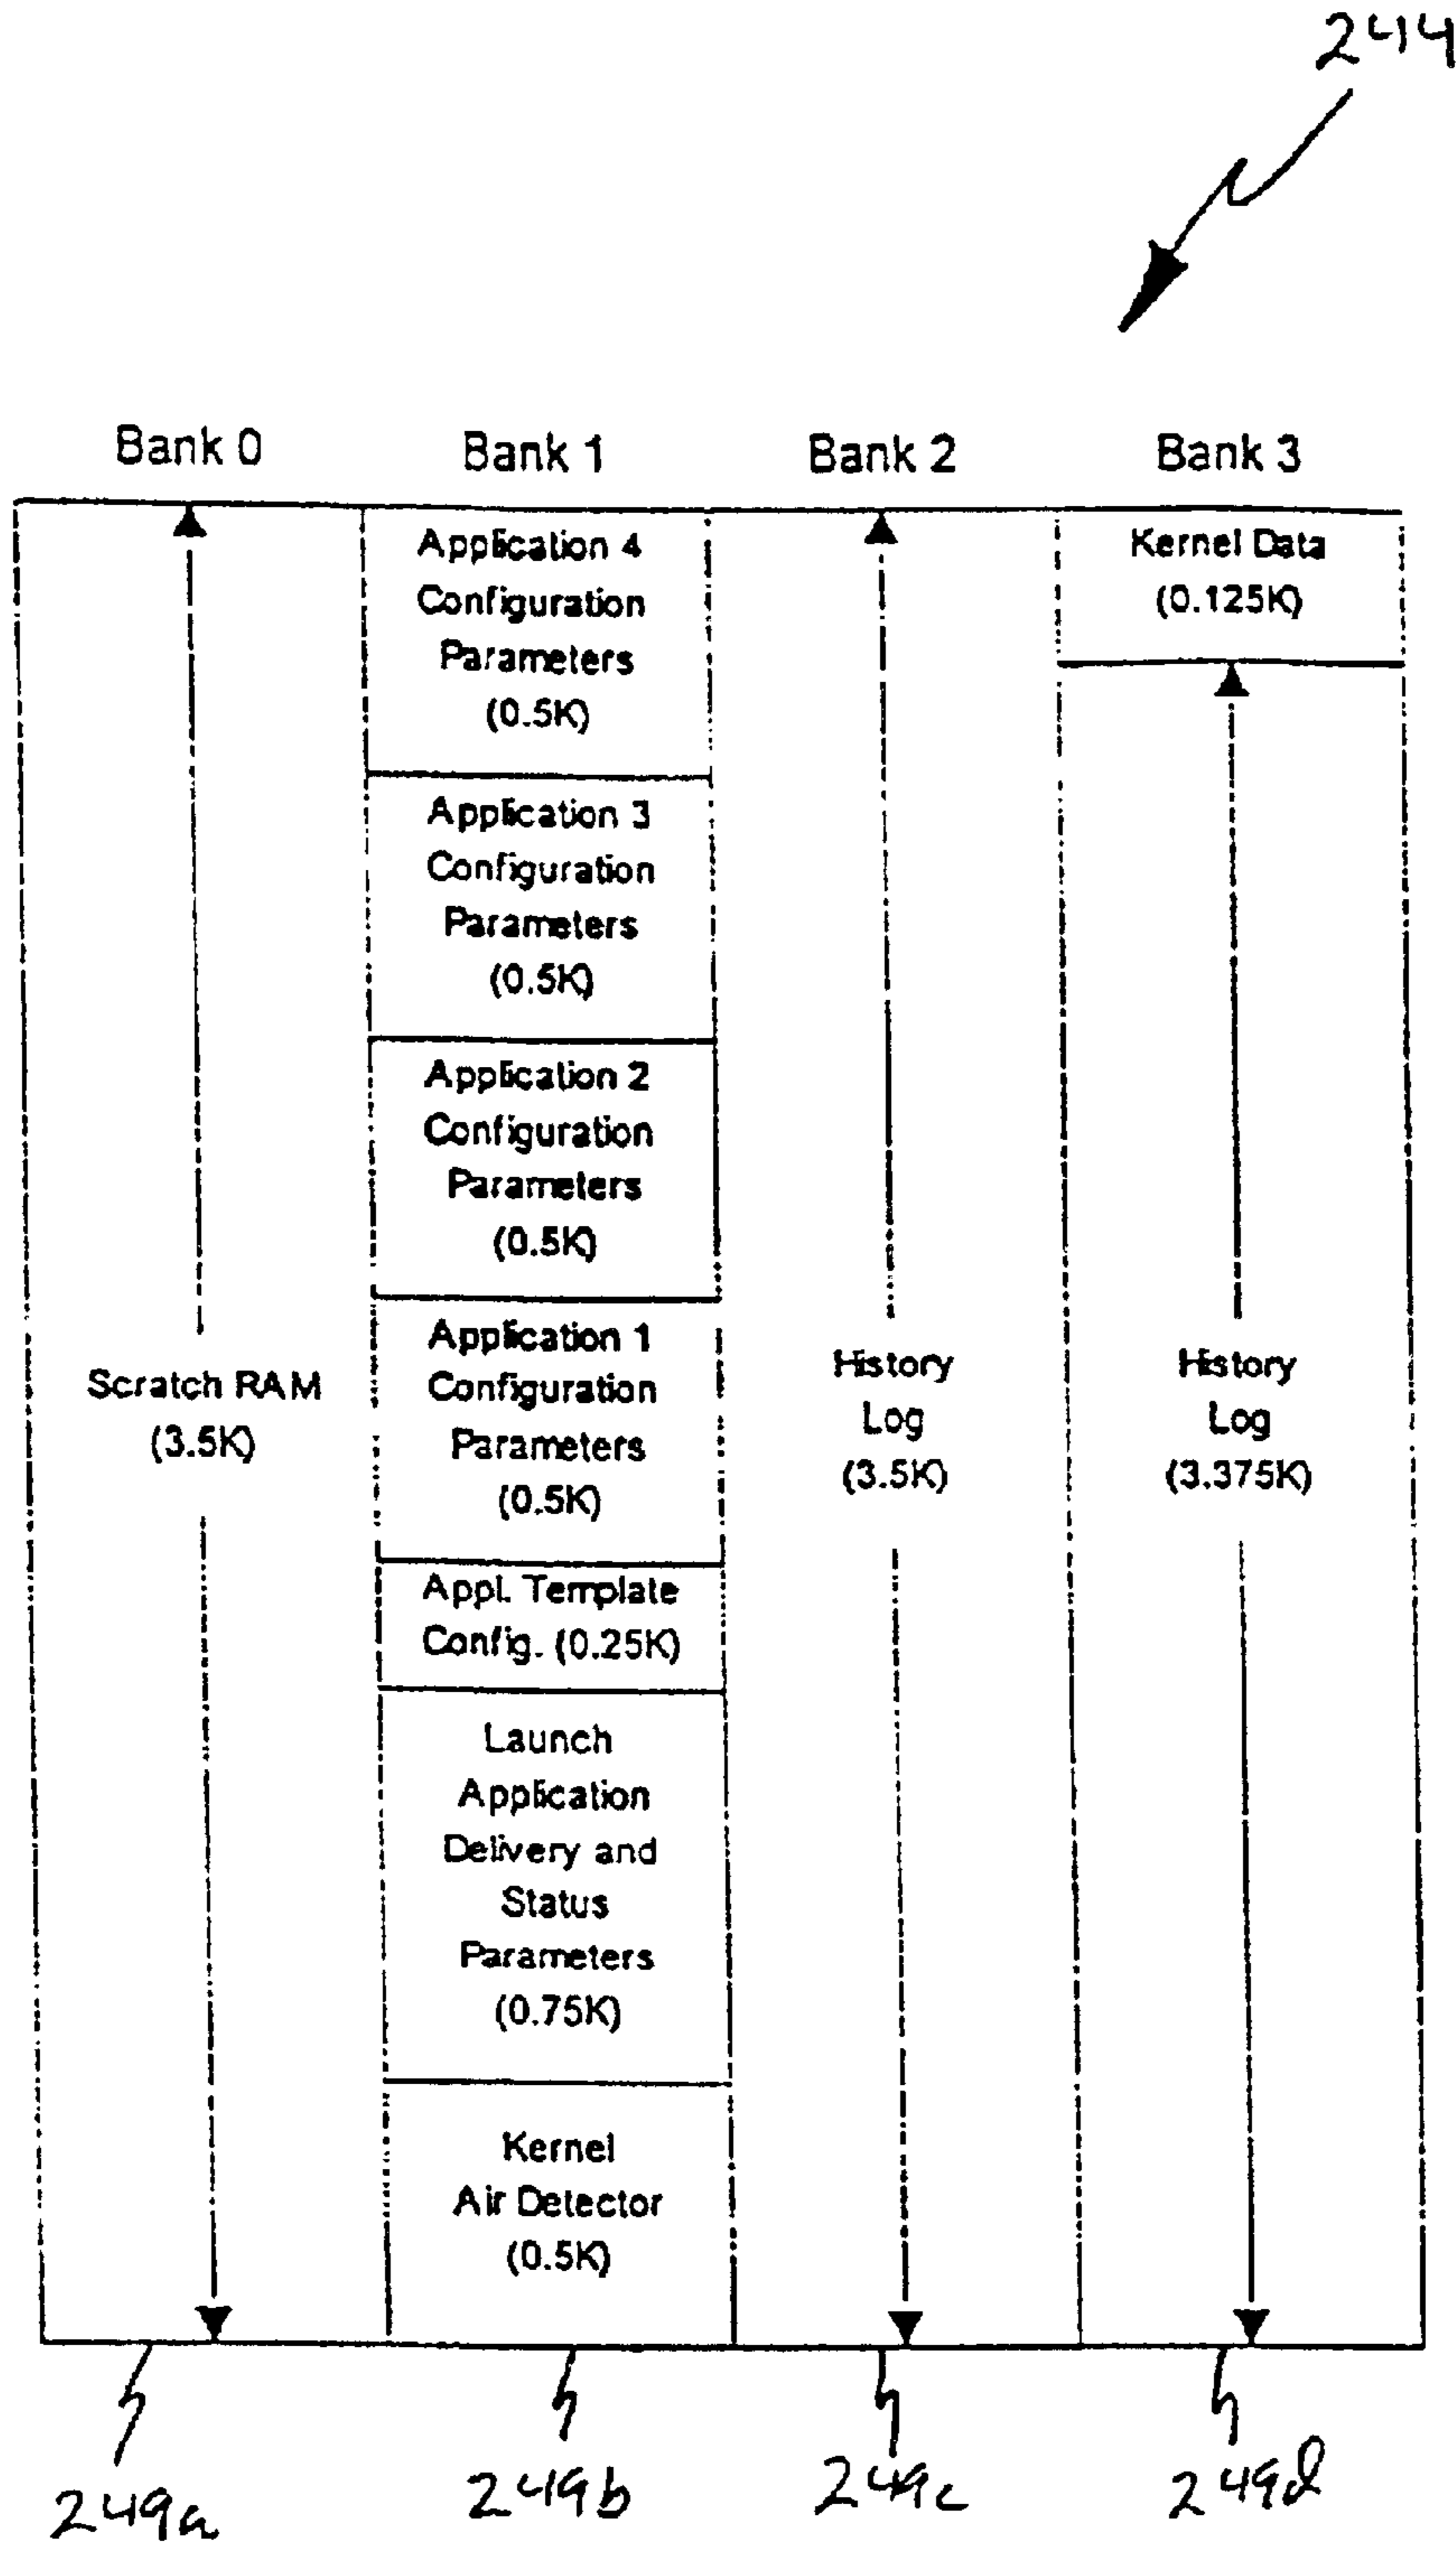 244
Bank 0
Bank 1
Bank 2
Bank 3
Scratch RAM
(3.5K)
Application 4
Configuration
Parameters
(0.5K)
Application 3
Configuration
Parameters
(0.5K)
Application 2
Configuration
Parameters
(0.5K)
Application 1
Configuration
Parameters
(0.5K)
Appl. Template
Config. (0.25K)
Launch
Application
Delivery and
Status
Parameters
(0.75K)
Kernel
Air Detector
(0.5K)
History
Log
(3.5K)
Kernel Data
(0.125K)
History
Log
(3.375K)
249a
249b
249c
249d